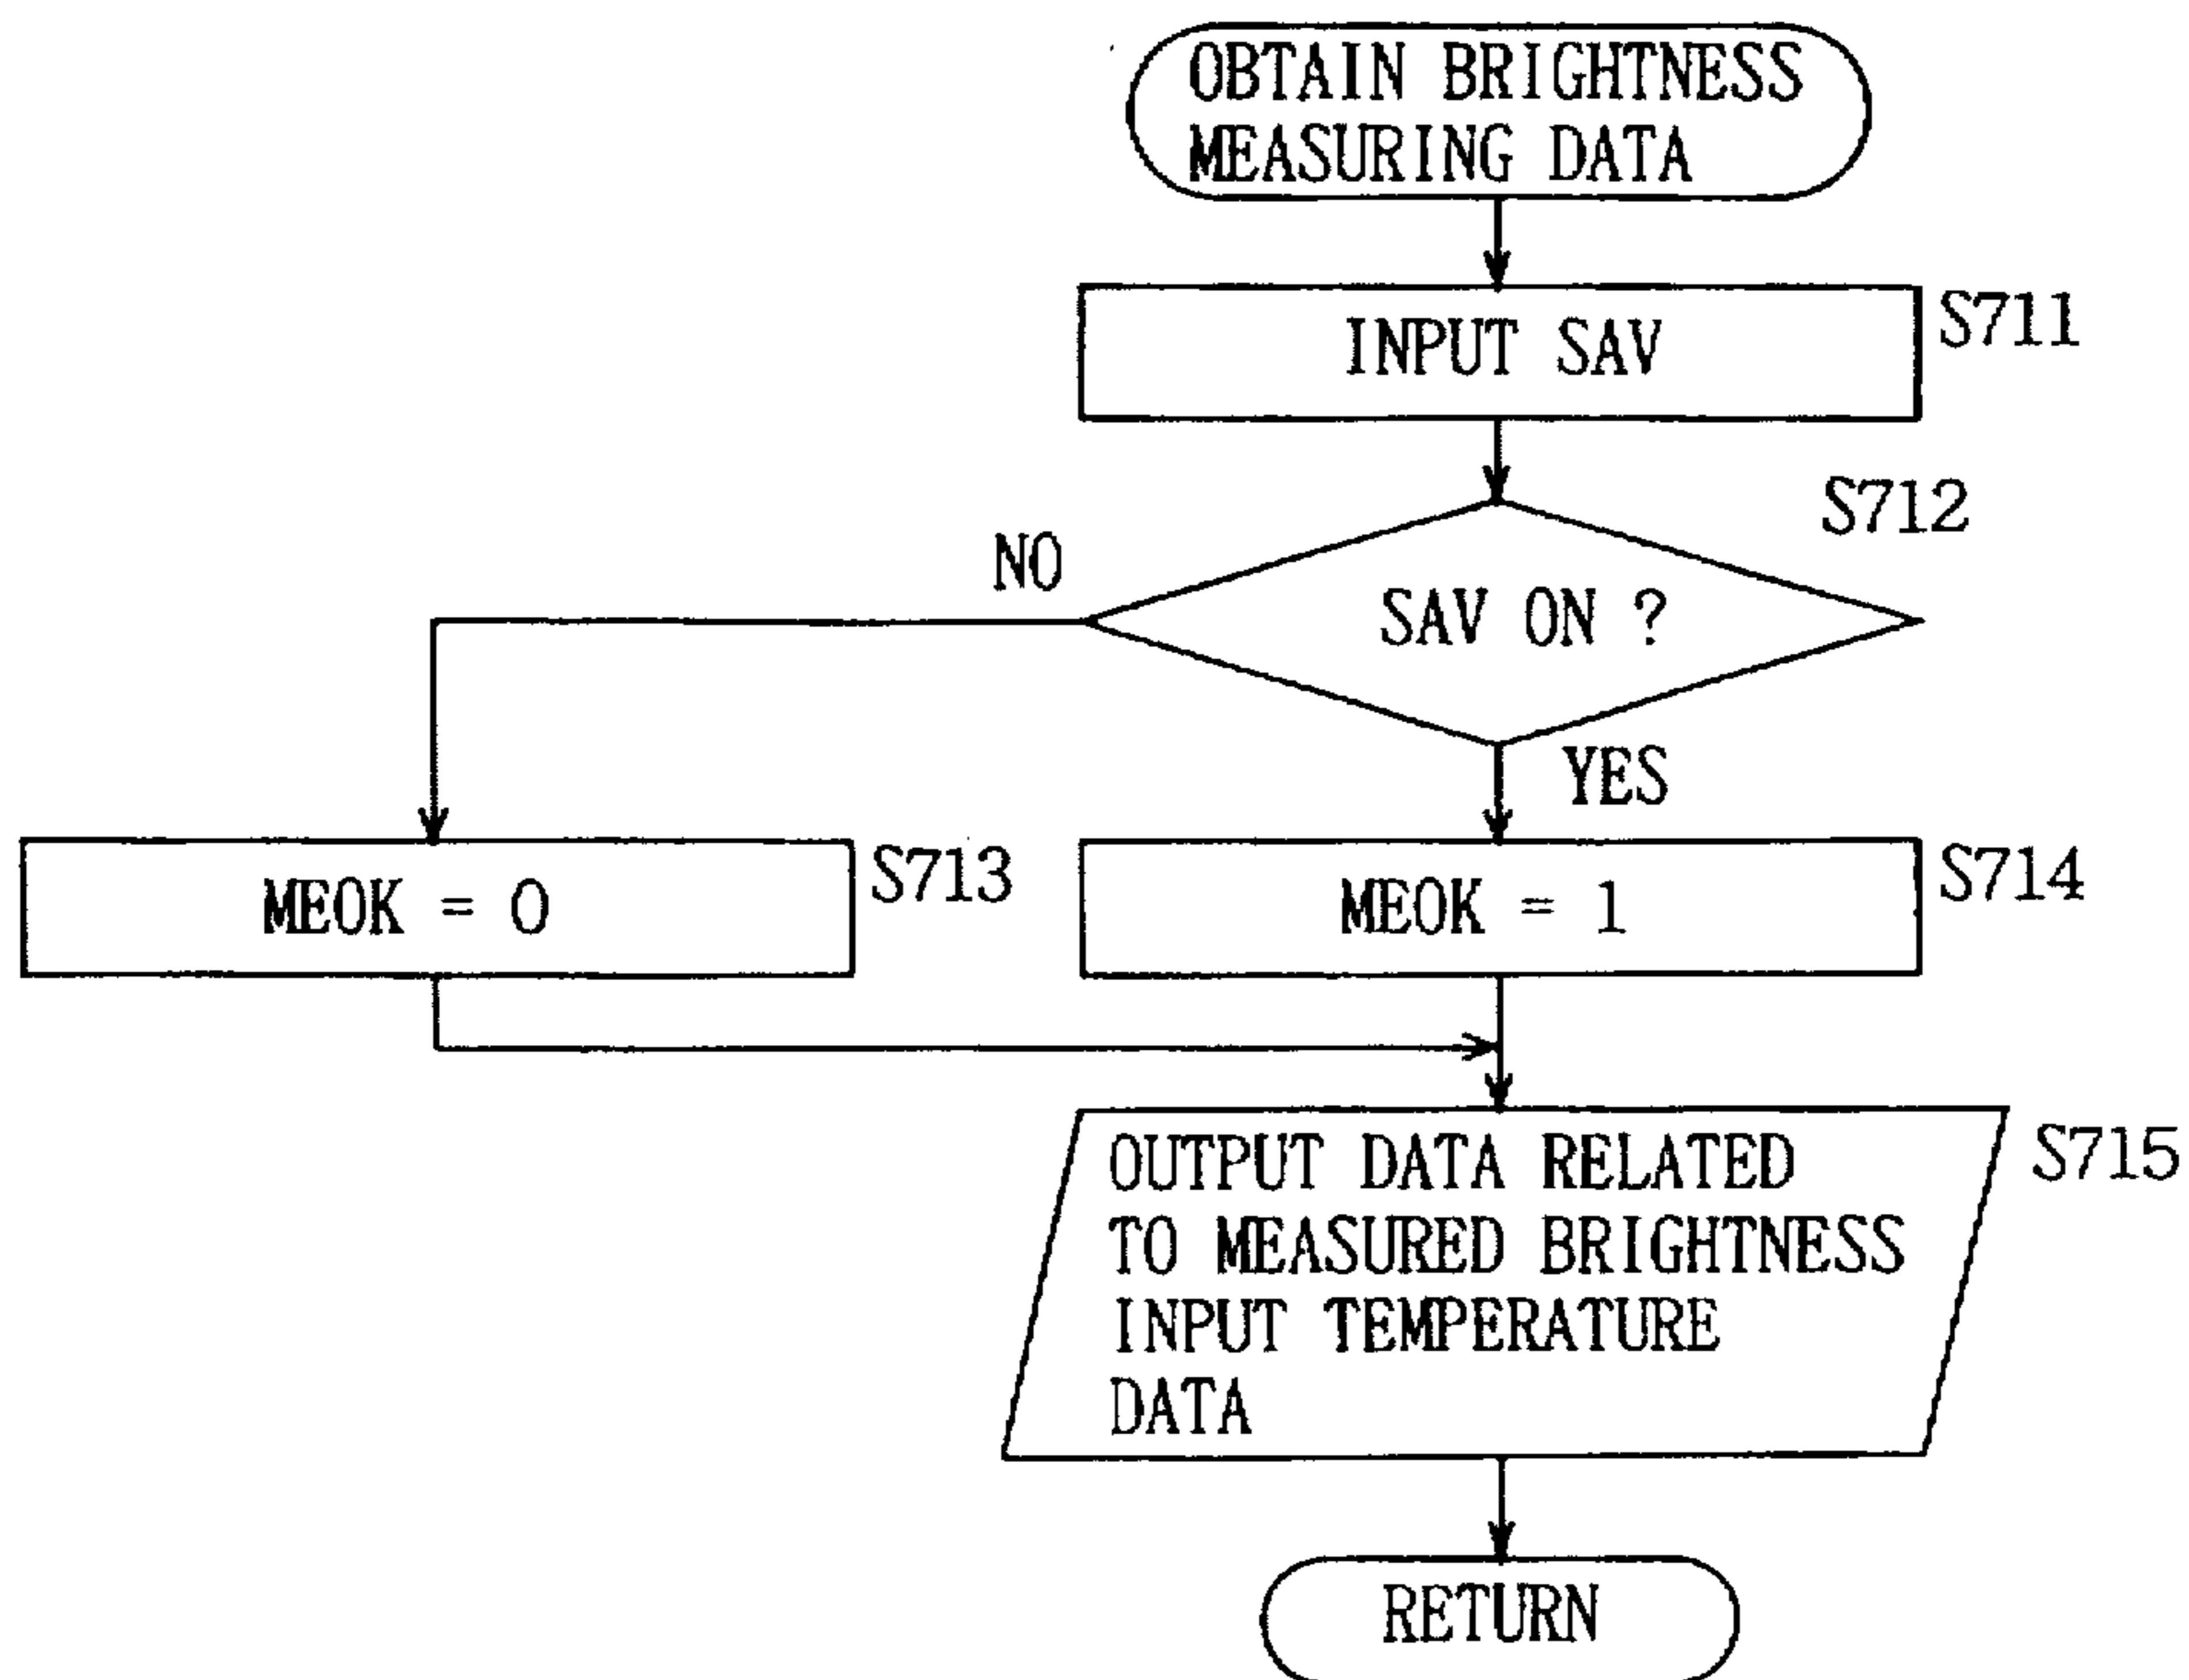 OBTAIN BRIGHTNESS
MEASURING DATA
INPUT SAV
S711
S712
NO
SAV ON ?
YES
MEOK = 0
S713
MEOK = 1
S714
OUTPUT DATA RELATED
TO MEASURED BRIGHTNESS
INPUT TEMPERATURE
DATA
S715
RETURN